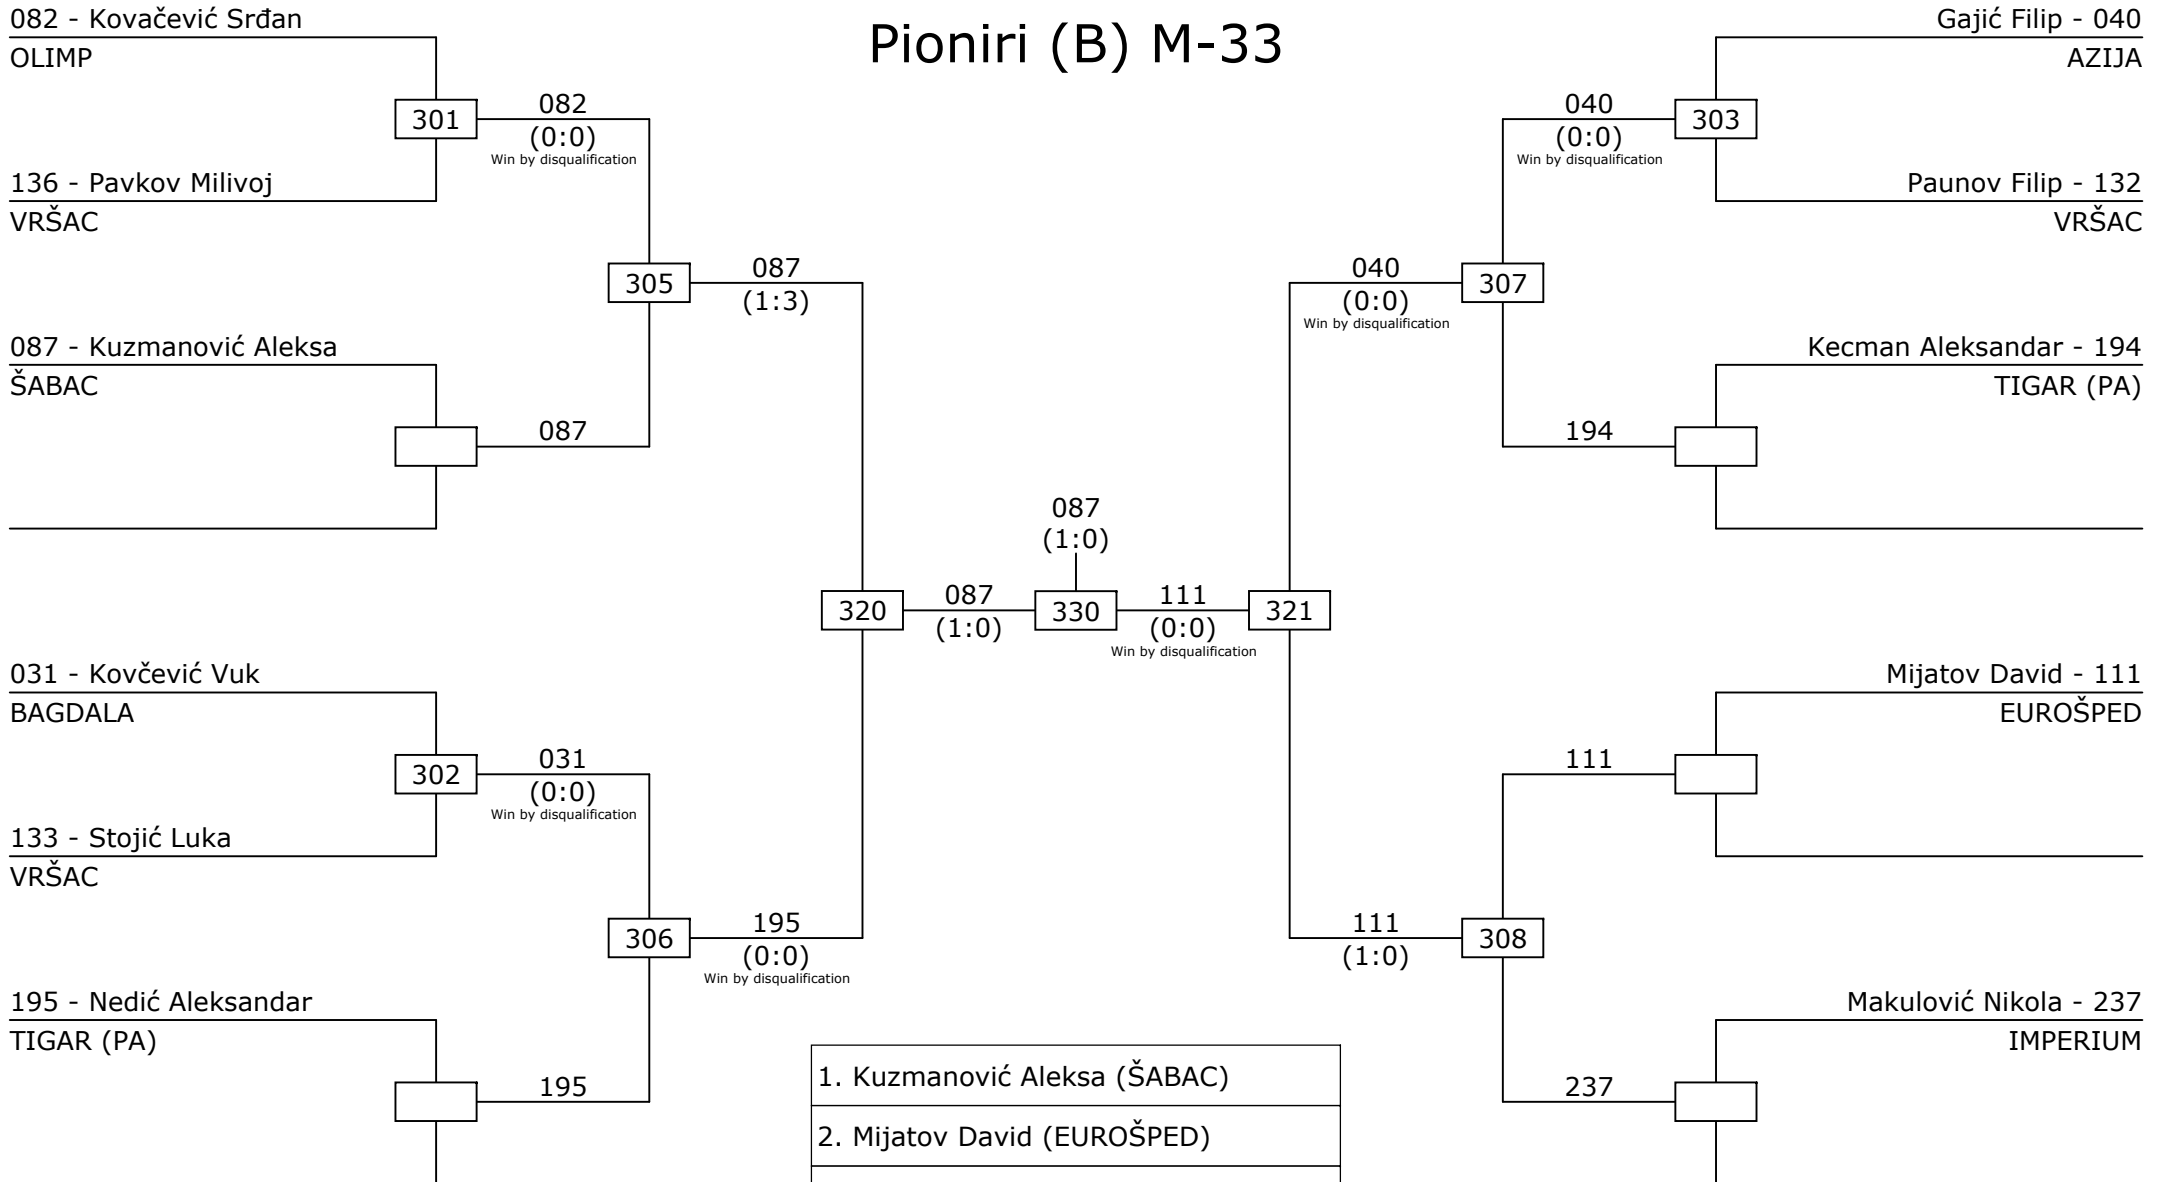 Pioniri (B) M-33
082 - Kovačević Srđan
OLIMP
301
082
(0:0)
Win by disqualification
136 - Pavkov Milivoj
VRŠAC
305
087
(1:3)
087 - Kuzmanović Aleksa
ŠABAC
087
031 - Kovčević Vuk
BAGDALA
302
031
(0:0)
Win by disqualification
133 - Stojić Luka
VRŠAC
306
195
(0:0)
Win by disqualification
195 - Nedić Aleksandar
TIGAR (PA)
195
320
087
(1:0)
087
(1:0)
330
111
(0:0)
Win by disqualification
321
Gajić Filip - 040
AZIJA
040
(0:0)
Win by disqualification
303
Paunov Filip - 132
VRŠAC
040
(0:0)
Win by disqualification
307
Kecman Aleksandar - 194
TIGAR (PA)
194
Mijatov David - 111
EUROŠPED
111
111
(1:0)
308
Makulović Nikola - 237
IMPERIUM
237
1. Kuzmanović Aleksa (ŠABAC)
2. Mijatov David (EUROŠPED)